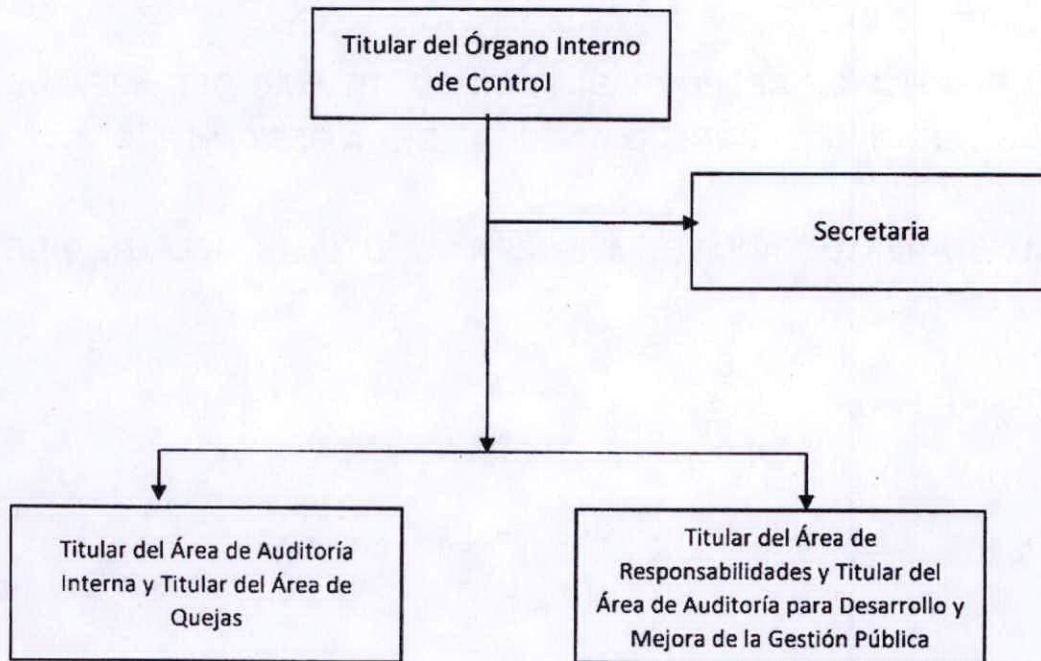 Titular del Órgano Interno
de Control
Secretaria
Titular del Área de Auditoría
Interna y Titular del Área de
Quejas
Titular del Área de
Responsabilidades y Titular del
Área de Auditoría para Desarrollo y
Mejora de la Gestión Pública